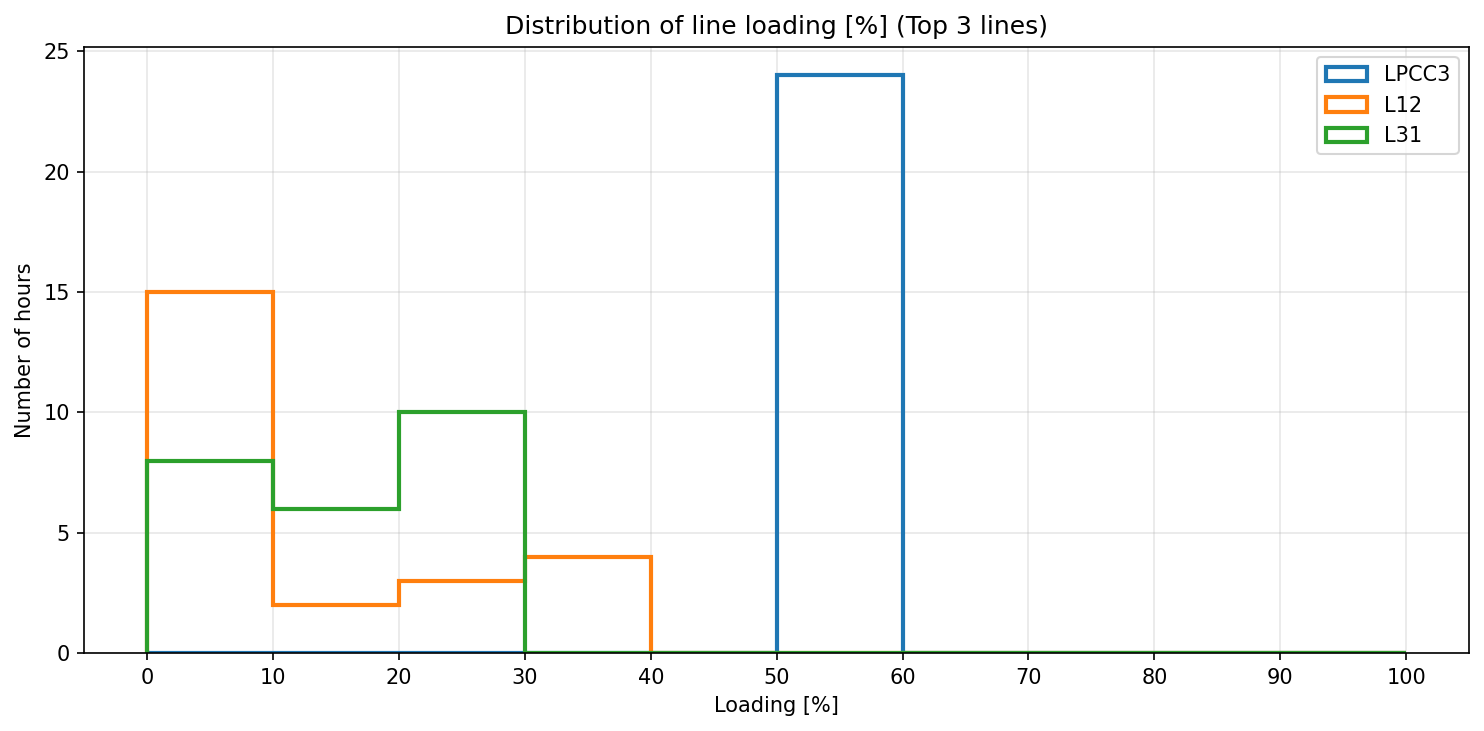 Distribution of line loading [%] (Top 3 lines)
LPCC3
L12
L31
Number of hours
25
20
15
10
5
0
0 10 20 30 40 50 60 70 80 90 100
Loading [%]